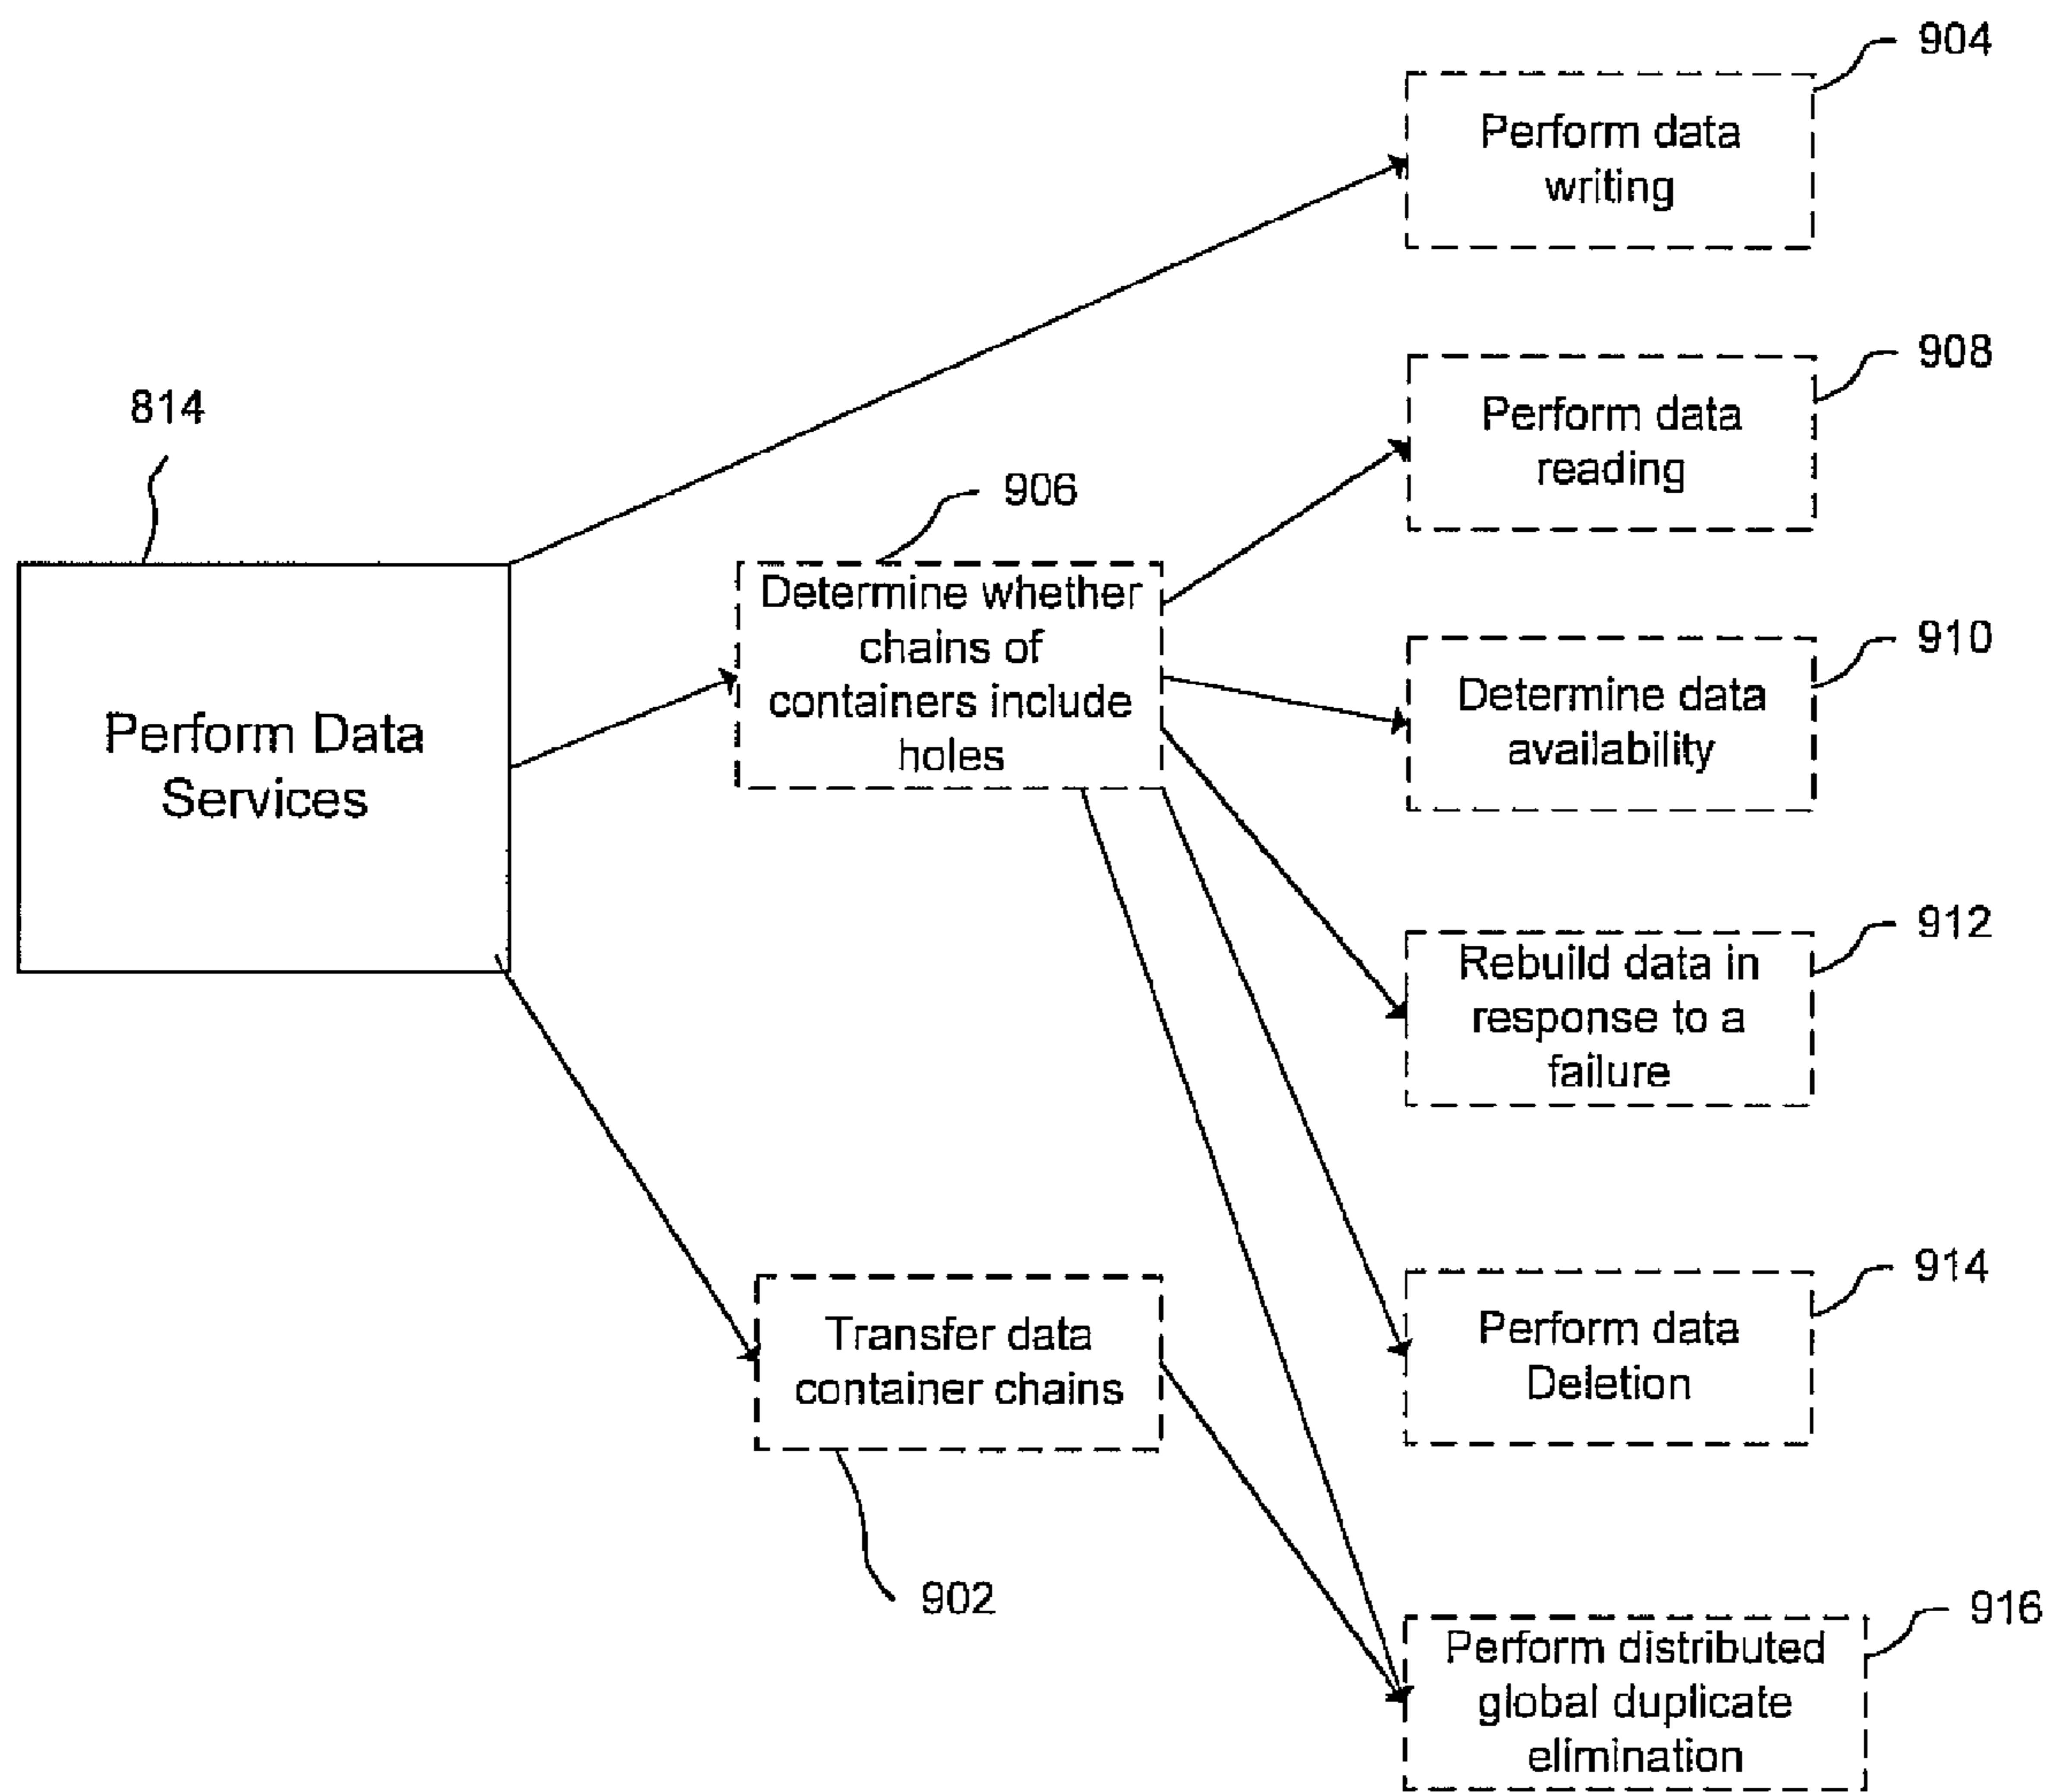 904
Perform data
writing
908
Perform data
reading
814
906
Determine whether
chains of
containers include
holes
910
Determine data
availability
Perform Data
Services
912
Rebuild data in
response to a
failure
914
Perform data
Deletion
Transfer data
container chains
902
916
Perform distributed
global duplicate
elimination